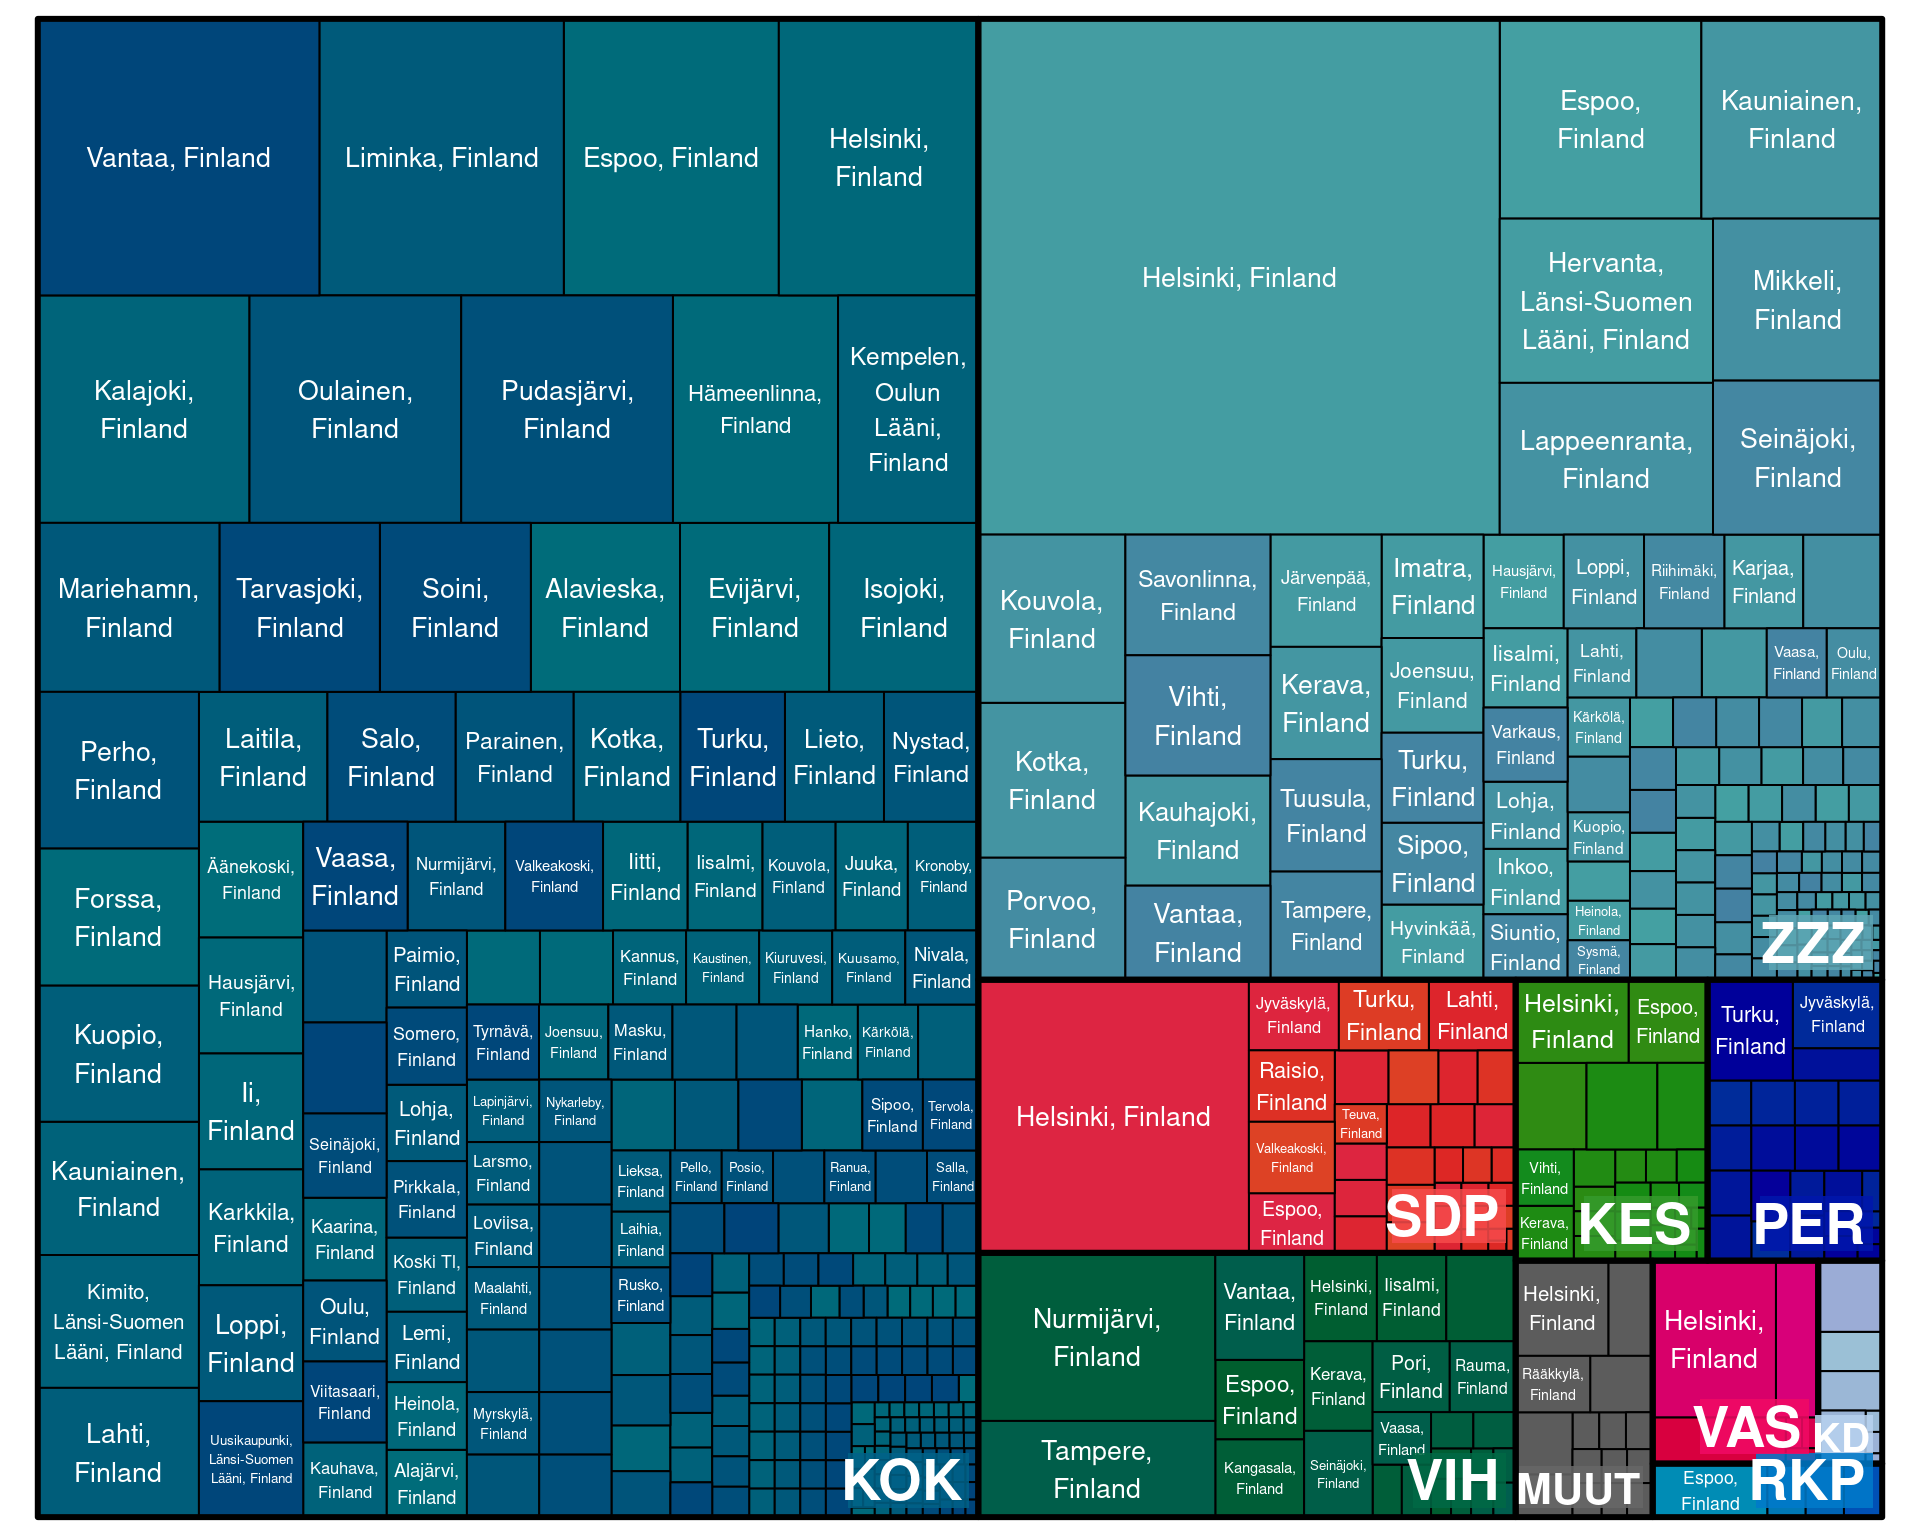 Vantaa, Finland
Liminka, Finland
Espoo, Finland
Helsinki,
Finland
Kalajoki,
Finland
Oulainen,
Finland
Pudasjärvi,
Finland
Hämeenlinna,
Finland
Kempelen,
Oulun
Lääni,
Finland
Mariehamn,
Finland
Tarvasjoki,
Finland
Soini,
Finland
Alavieska,
Finland
Evijärvi,
Finland
Isojoki,
Finland
Perho,
Finland
Laitila,
Finland
Salo,
Finland
Parainen,
Finland
Kotka,
Finland
Turku,
Finland
Lieto,
Finland
Nystad,
Finland
Forssa,
Finland
Äänekoski,
Finland
Vaasa,
Finland
Nurmijärvi,
Finland
Valkeakoski,
Finland
Iitti,
Finland
Iisalmi,
Finland
Kouvola,
Finland
Juuka,
Finland
Kronoby,
Finland
Kuopio,
Finland
Hausjärvi,
Finland
Paimio,
Finland
Kannus,
Finland
Kaustinen,
Finland
Kiuruvesi,
Finland
Kuusamo,
Finland
Nivala,
Finland
Somero,
Finland
Tyrnävä,
Finland
Joensuu,
Finland
Masku,
Finland
Hanko,
Finland
Kärkölä,
Finland
Ii,
Finland
Lohja,
Finland
Lapinjärvi,
Finland
Nykarleby,
Finland
Sipoo,
Finland
Tervola,
Finland
Kauniainen,
Finland
Seinäjoki,
Finland
Pirkkala,
Finland
Larsmo,
Finland
Lieksa,
Finland
Pello,
Finland
Posio,
Finland
Ranua,
Finland
Salla,
Finland
Karkkila,
Finland
Kaarina,
Finland
Loviisa,
Finland
Laihia,
Finland
Kimito,
Länsi-Suomen
Lääni, Finland
Koski Tl,
Finland
Maalahti,
Finland
Rusko,
Finland
Loppi,
Finland
Oulu,
Finland
Lemi,
Finland
Viitasaari,
Finland
Heinola,
Finland
Myrskylä,
Finland
Lahti,
Finland
Uusikaupunki,
Länsi-Suomen
Lääni, Finland
Kauhava,
Finland
Alajärvi,
Finland
KOK
Helsinki, Finland
Espoo,
Finland
Kauniainen,
Finland
Hervanta,
Länsi-Suomen
Lääni, Finland
Mikkeli,
Finland
Lappeenranta,
Finland
Seinäjoki,
Finland
Kouvola,
Finland
Savonlinna,
Finland
Järvenpää,
Finland
Imatra,
Finland
Hausjärvi,
Finland
Loppi,
Finland
Riihimäki,
Finland
Karjaa,
Finland
Vihti,
Finland
Kerava,
Finland
Joensuu,
Finland
Iisalmi,
Finland
Lahti,
Finland
Vaasa,
Finland
Oulu,
Finland
Kotka,
Finland
Turku,
Finland
Varkaus,
Finland
Kärkölä,
Finland
Kauhajoki,
Finland
Tuusula,
Finland
Lohja,
Finland
Kuopio,
Finland
Sipoo,
Finland
Inkoo,
Finland
Porvoo,
Finland
Vantaa,
Finland
Tampere,
Finland
Hyvinkää,
Finland
Siuntio,
Finland
Heinola,
Finland
Sysmä,
Finland
ZZZ
Helsinki, Finland
Jyväskylä,
Finland
Turku,
Finland
Lahti,
Finland
Raisio,
Finland
Teuva,
Finland
Valkeakoski,
Finland
Espoo,
Finland
SDP
Helsinki,
Finland
Espoo,
Finland
Vihti,
Finland
Kerava,
Finland
KES
Turku,
Finland
Jyväskylä,
Finland
PER
Nurmijärvi,
Finland
Vantaa,
Finland
Helsinki,
Finland
Iisalmi,
Finland
Espoo,
Finland
Kerava,
Finland
Pori,
Finland
Rauma,
Finland
Tampere,
Finland
Kangasala,
Finland
Seinäjoki,
Finland
Vaasa,
Finland
VIH
Helsinki,
Finland
Rääkkylä,
Finland
MUUT
Helsinki,
Finland
VAS
KD
Espoo,
Finland
RKP